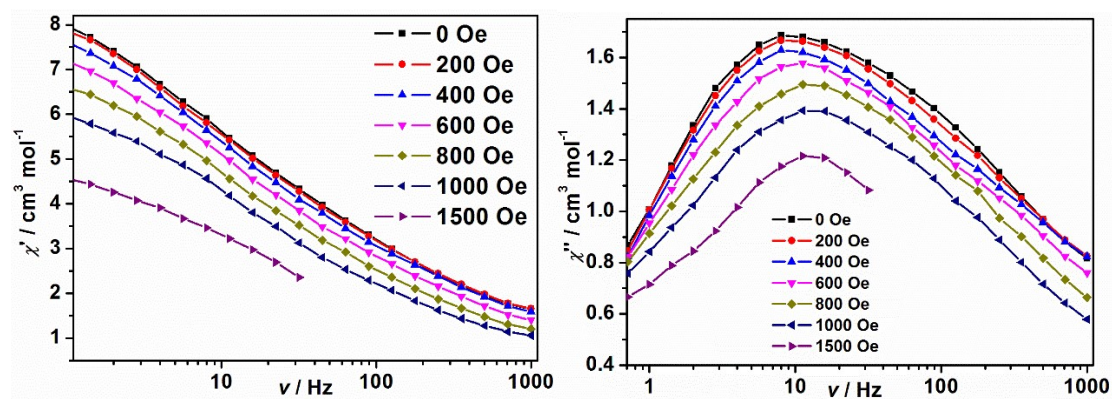 8
7
6
5
4
3
2
1
χ' / cm³ mol⁻¹
0 Oe
200 Oe
400 Oe
600 Oe
800 Oe
1000 Oe
1500 Oe
10
100
1000
ν / Hz
1.6
1.4
1.2
1.0
0.8
0.6
0.4
χ'' / cm³ mol⁻¹
0 Oe
200 Oe
400 Oe
600 Oe
800 Oe
1000 Oe
1500 Oe
1
10
100
1000
ν / Hz